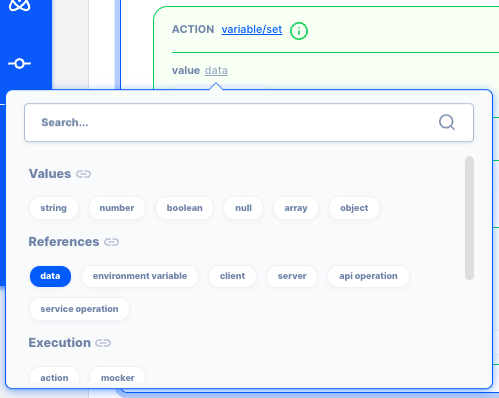 ACTION variable/set
value data
Search...
Values
string number boolean null array object
References
data environment variable client server api operation
service operation
Execution
action mocker